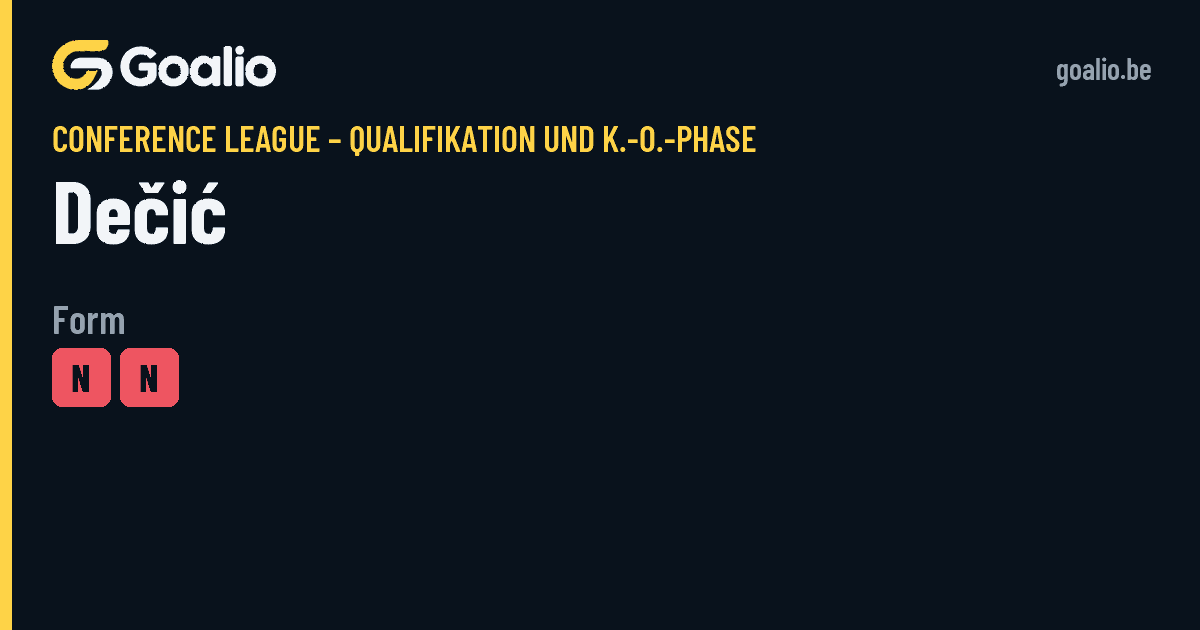 Goalio
goalio.be
CONFERENCE LEAGUE – QUALIFIKATION UND K.-O.-PHASE
Dečić
Form
N N